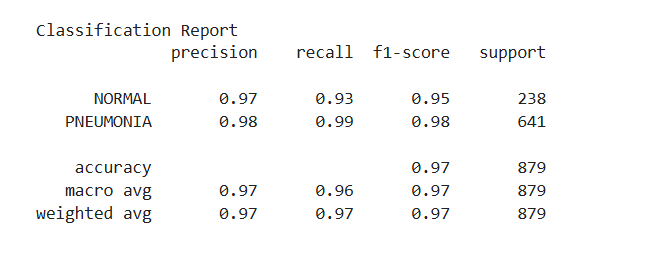 Classification Report
precision recall f1-score support
NORMAL 0.97 0.93 0.95 238
PNEUMONIA 0.98 0.99 0.98 641
accuracy 0.97 879
macro avg 0.97 0.96 0.97 879
weighted avg 0.97 0.97 0.97 879